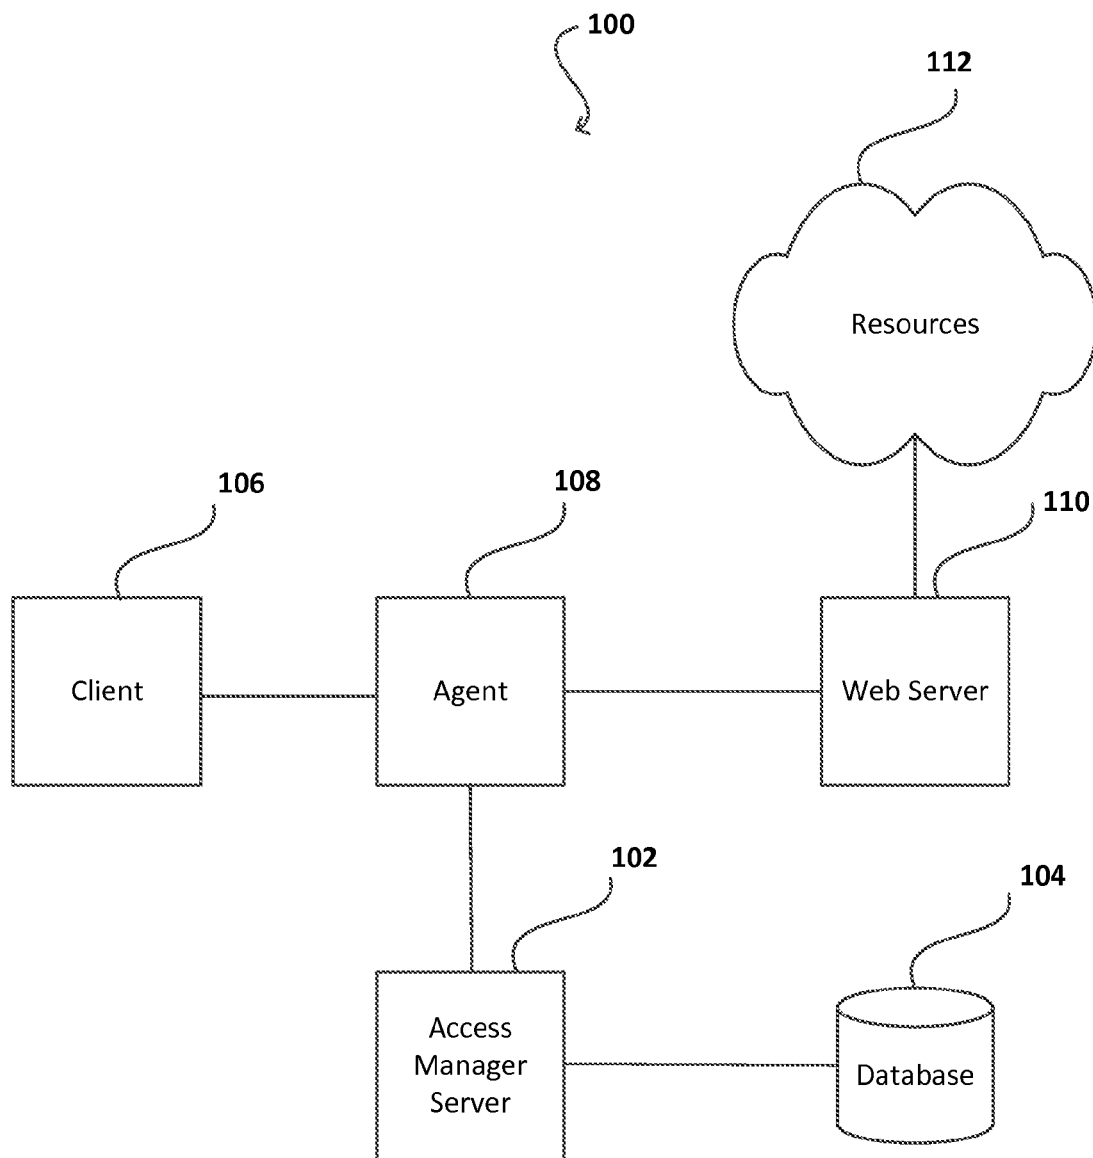 100
112
Resources
106
108
110
Client
Agent
Web Server
102
104
Access
Manager
Server
Database